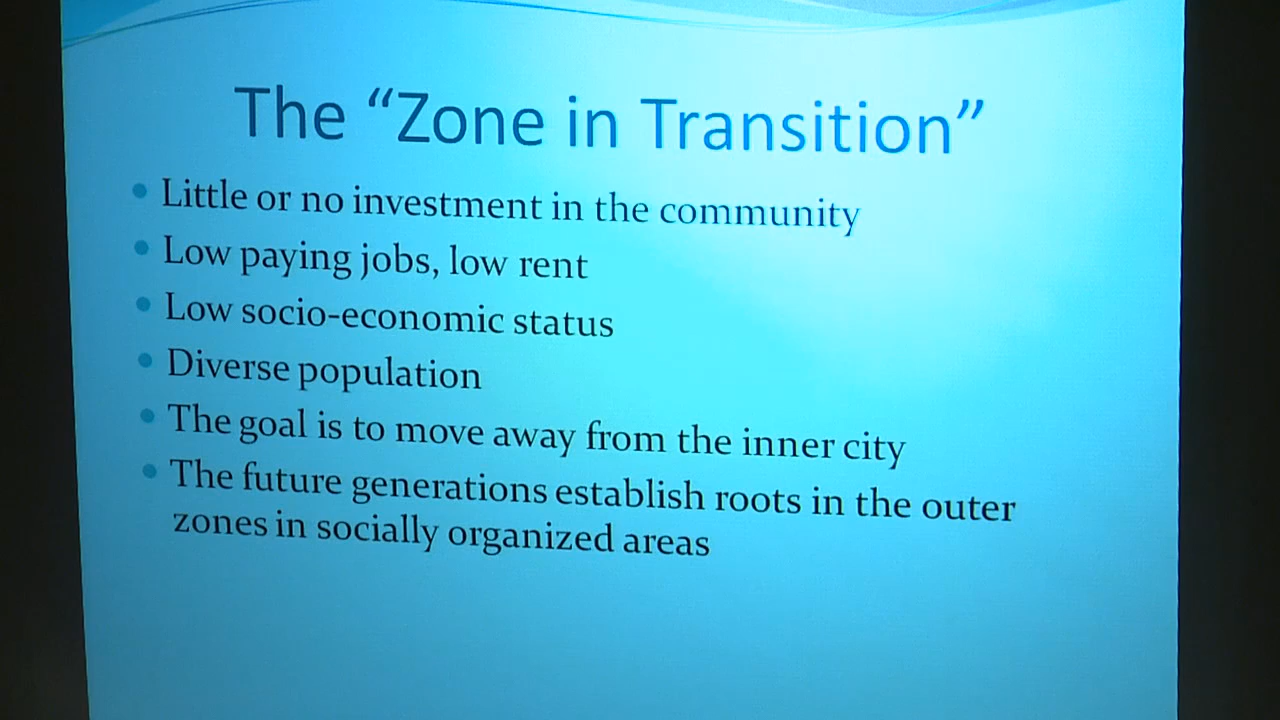 The “Zone in Transition”
Little or no investment in the community
Low paying jobs, low rent
Low socio-economic status
Diverse population
The goal is to move away from the inner city
The future generations establish roots in the outer
zones in socially organized areas